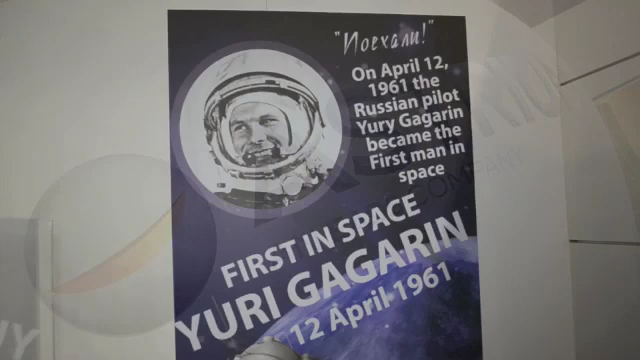 "Поехали!"
On April 12,
1961 the
Russian pilot
Yury Gagarin
became the
First man in
space
FIRST IN SPACE
YURI GAGARIN
12 April 1961